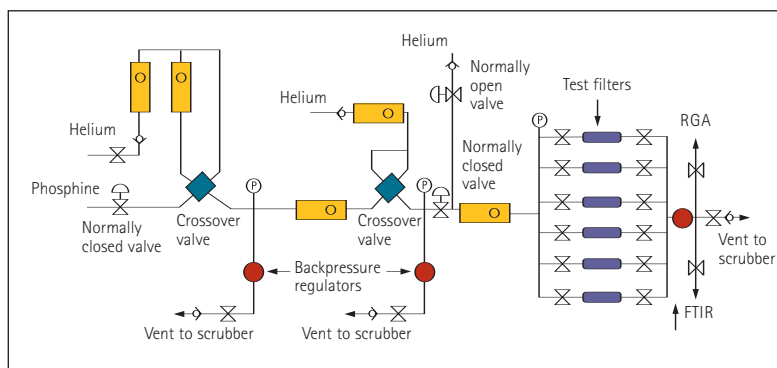 Helium
Normally
open
valve
Test filters
Helium
P
RGA
O
O
O
Normally
closed
valve
Helium
Phosphine
P
P
O
O
Normally
closed valve
Crossover
valve
Crossover
valve
Vent to
scrubber
Backpressure
regulators
Vent to scrubber
Vent to scrubber
FTIR